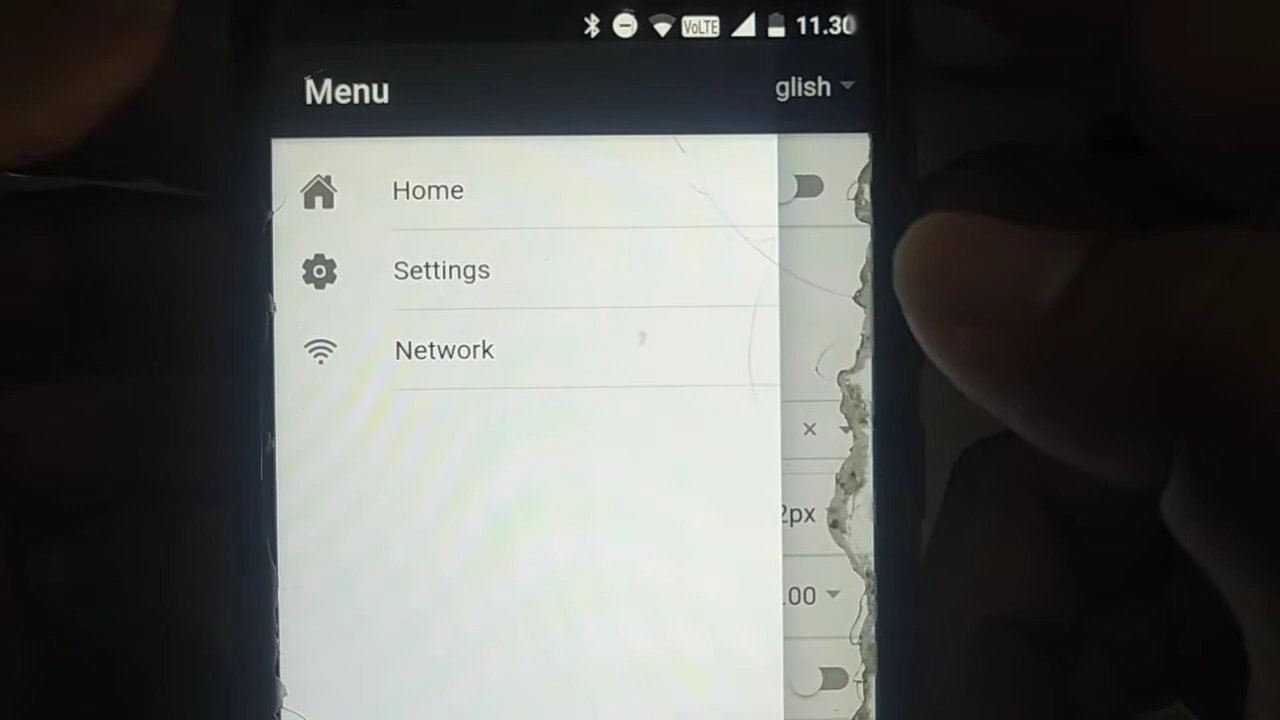 VoLTE 11.30
Menu
glish
Home
Settings
Network
×
2px
.00